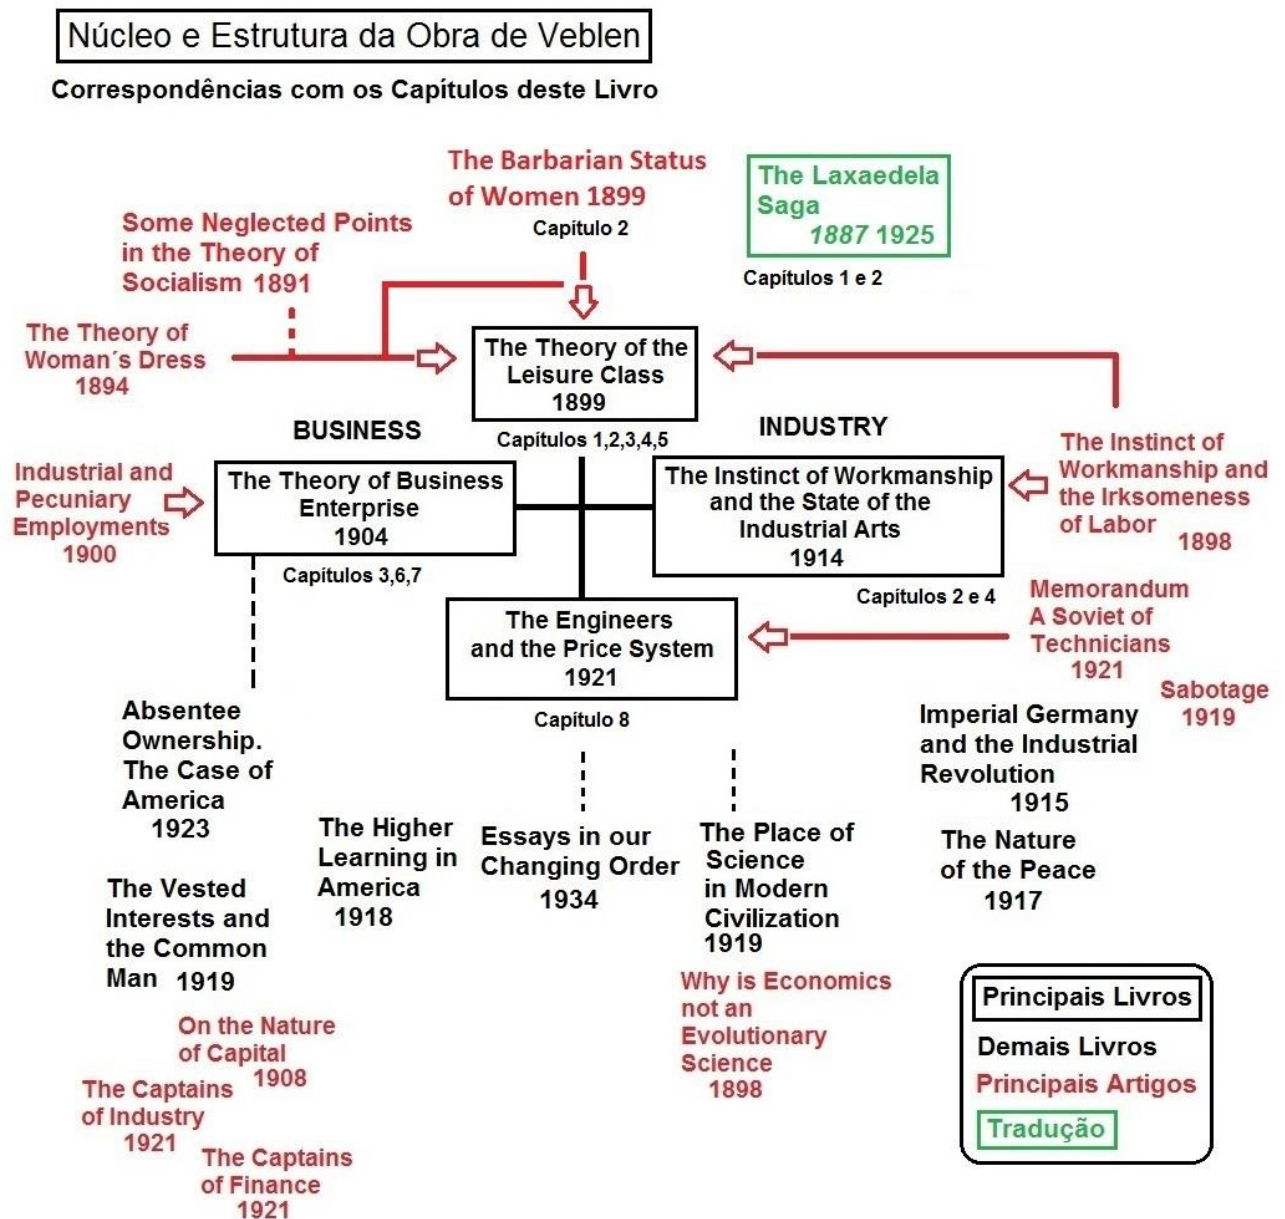 Núcleo e Estrutura da Obra de Veblen
Correspondências com os Capítulos deste Livro
The Barbarian Status
of Women 1899
Capítulo 2
The Laxaedela
Saga
1887 1925
Capítulos 1 e 2
Some Neglected Points
in the Theory of
Socialism 1891
The Theory of
Woman´s Dress
1894
The Theory of the
Leisure Class
1899
Capítulos 1,2,3,4,5
BUSINESS
INDUSTRY
Industrial and
Pecuniary
Employments
1900
The Theory of Business
Enterprise
1904
Capítulos 3,6,7
The Instinct of Workmanship
and the State of the
Industrial Arts
1914
Capítulos 2 e 4
The Instinct of
Workmanship and
the Irksomeness
of Labor
1898
The Engineers
and the Price System
1921
Capítulo 8
Memorandum
A Soviet of
Technicians
1921
Sabotage
1919
Absentee
Ownership.
The Case of
America
1923
The Higher
Learning in
America
1918
Essays in our
Changing Order
1934
The Place of
Science
in Modern
Civilization
1919
Imperial Germany
and the Industrial
Revolution
1915
The Nature
of the Peace
1917
The Vested
Interests and
the Common
Man 1919
On the Nature
of Capital
1908
The Captains
of Industry
1921
The Captains
of Finance
1921
Why is Economics
not an
Evolutionary
Science
1898
Principais Livros
Demais Livros
Principais Artigos
Tradução